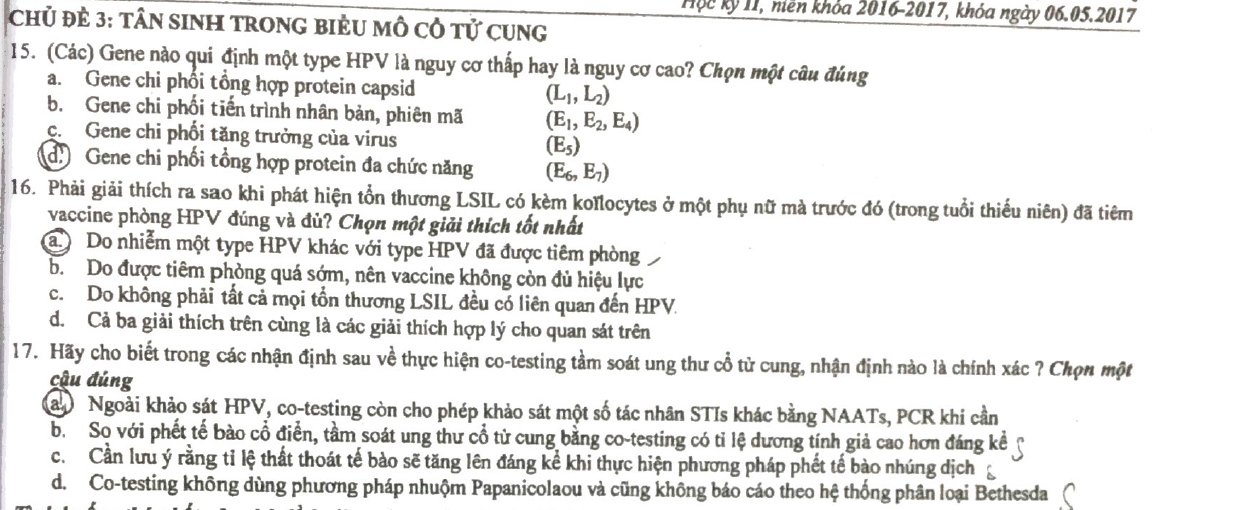 Học kỳ II, niên khóa 2016-2017, khóa ngày 06.05.2017
CHỦ ĐỀ 3: TÂN SINH TRONG BIỂU MÔ CỔ TỬ CUNG
15. (Các) Gene nào qui định một type HPV là nguy cơ thấp hay là nguy cơ cao? Chọn một câu đúng
a. Gene chi phối tổng hợp protein capsid (L₁, L₂)
b. Gene chi phối tiến trình nhân bản, phiên mã (E₁, E₂, E₄)
c. Gene chi phối tăng trưởng của virus (E₅)
d. Gene chi phối tổng hợp protein đa chức năng (E₆, E₇)
16. Phải giải thích ra sao khi phát hiện tổn thương LSIL có kèm koïlocytes ở một phụ nữ mà trước đó (trong tuổi thiếu niên) đã tiêm
vaccine phòng HPV đúng và đủ? Chọn một giải thích tốt nhất
a. Do nhiễm một type HPV khác với type HPV đã được tiêm phòng
b. Do được tiêm phòng quá sớm, nên vaccine không còn đủ hiệu lực
c. Do không phải tất cả mọi tổn thương LSIL đều có liên quan đến HPV.
d. Cả ba giải thích trên cùng là các giải thích hợp lý cho quan sát trên
17. Hãy cho biết trong các nhận định sau về thực hiện co-testing tầm soát ung thư cổ tử cung, nhận định nào là chính xác ? Chọn một
câu đúng
a. Ngoài khảo sát HPV, co-testing còn cho phép khảo sát một số tác nhân STIs khác bằng NAATs, PCR khi cần
b. So với phết tế bào cổ điển, tầm soát ung thư cổ tử cung bằng co-testing có tỉ lệ dương tính giả cao hơn đáng kể S
c. Cần lưu ý rằng tỉ lệ thất thoát tế bào sẽ tăng lên đáng kể khi thực hiện phương pháp phết tế bào nhúng dịch S
d. Co-testing không dùng phương pháp nhuộm Papanicolaou và cũng không báo cáo theo hệ thống phân loại Bethesda S